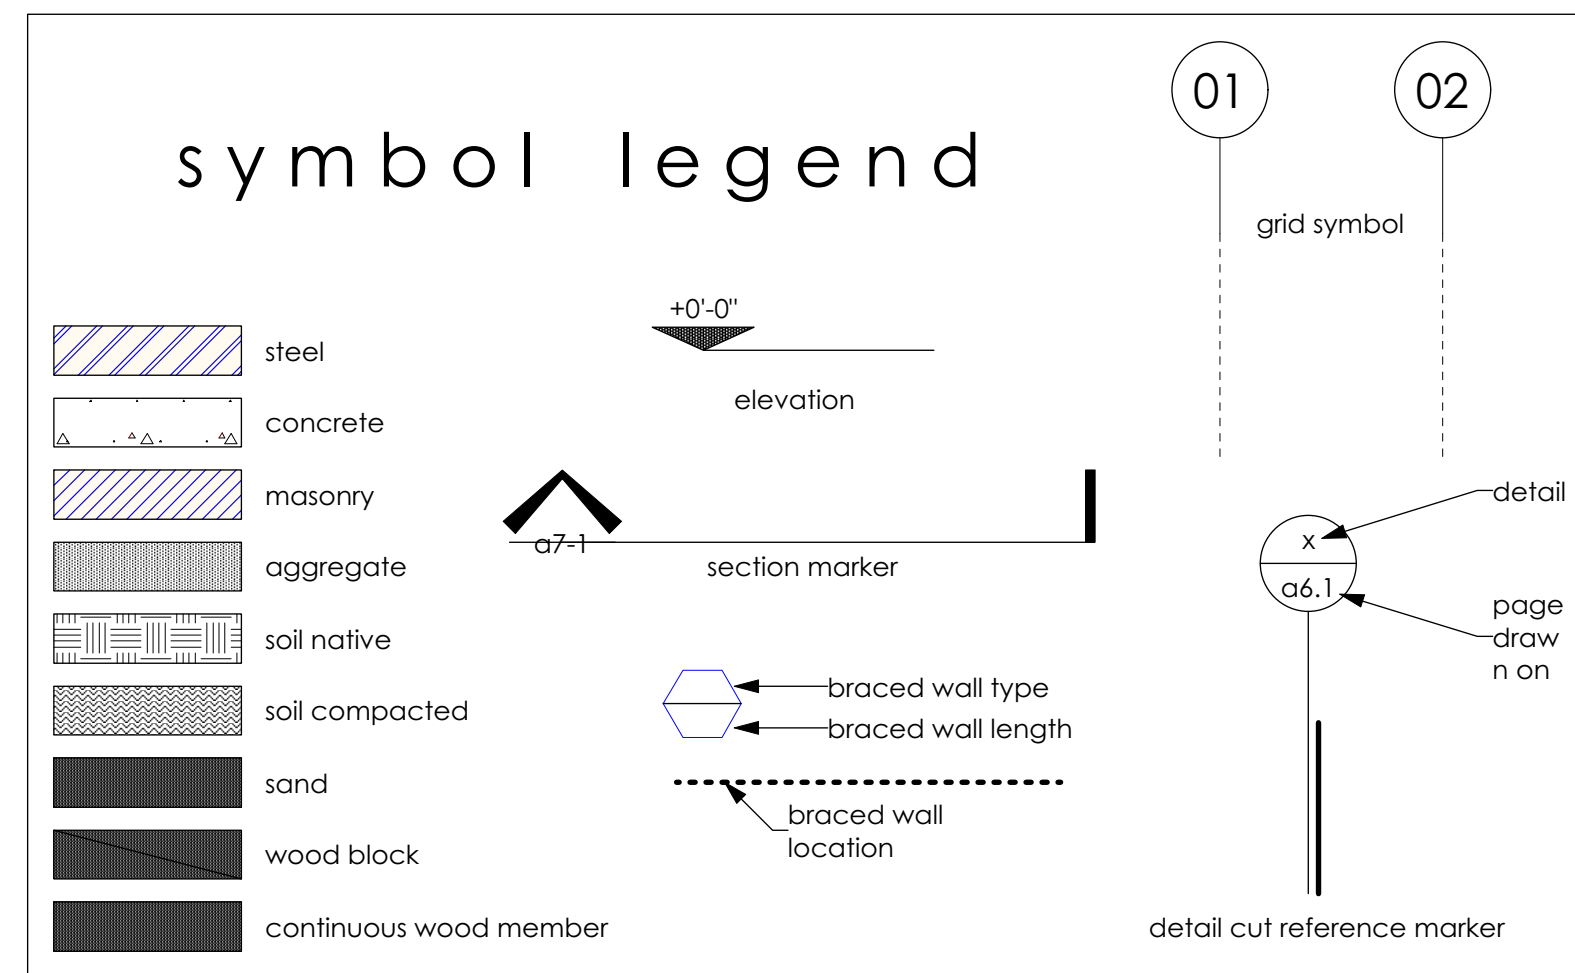 symbol legend
01
02
grid symbol
+0'-0"
elevation
steel
concrete
masonry
aggregate
soil native
soil compacted
sand
wood block
continuous wood member
a7-1
section marker
braced wall type
braced wall length
braced wall
location
detail
x
a6.1
page
draw
n on
detail cut reference marker